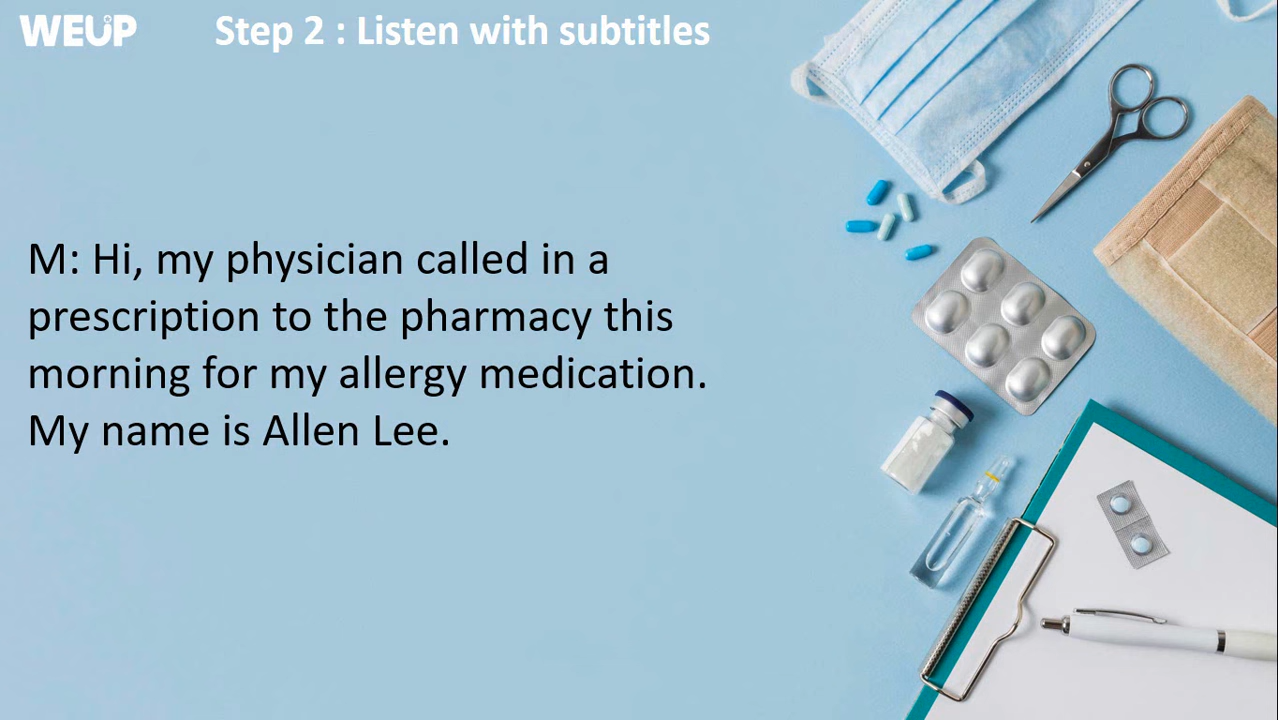 WEUP
Step 2 : Listen with subtitles
M: Hi, my physician called in a
prescription to the pharmacy this
morning for my allergy medication.
My name is Allen Lee.